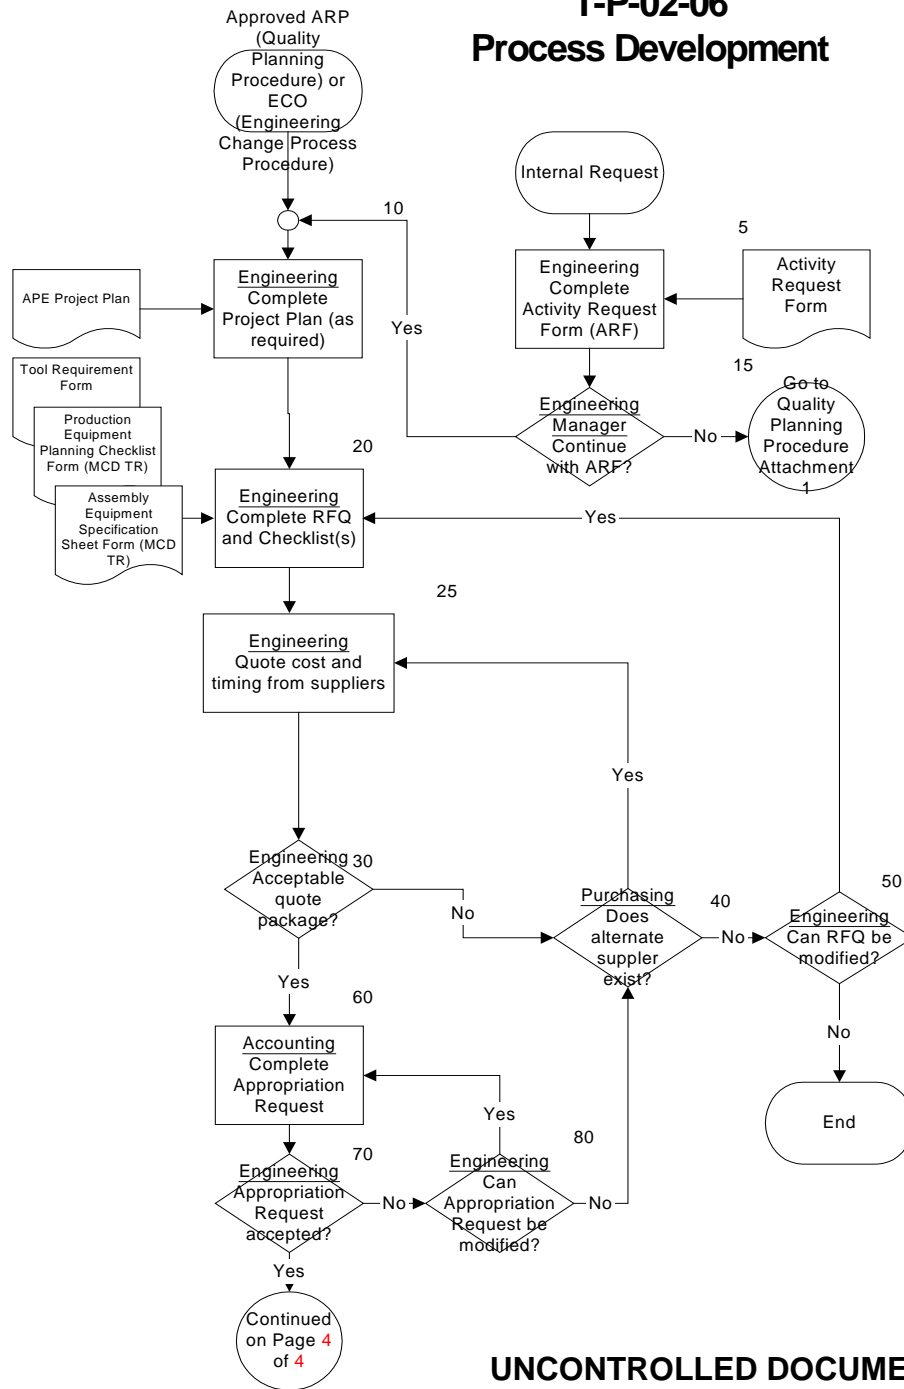 1-P-02-06
Process Development
Approved ARP
(Quality
Planning
Procedure) or
ECO
(Engineering
Change Process
Procedure)
Internal Request
10
5
APE Project Plan
Engineering
Complete
Project Plan (as
required)
Yes
Engineering
Complete
Activity Request
Form (ARF)
Activity
Request
Form
15
Tool Requirement
Form
Production
Equipment
Planning Checklist
Form (MCD TR)
Assembly
Equipment
Specification
Sheet Form (MCD
TR)
Engineering
Manager
Continue
with ARF?
No
Go to
Quality
Planning
Procedure
Attachment
1
20
Engineering
Complete RFQ
and Checklist(s)
Yes
25
Engineering
Quote cost and
timing from suppliers
Yes
Engineering
Acceptable
quote
package?
30
No
Purchasing
Does
alternate
suppler
exist?
40
No
50
Engineering
Can RFQ be
modified?
Yes
No
60
Accounting
Complete
Appropriation
Request
Yes
End
70
80
Engineering
Appropriation
Request
accepted?
No
Engineering
Can
Appropriation
Request be
modified?
No
Yes
Continued
on Page 4
of 4
UNCONTROLLED DOCUME